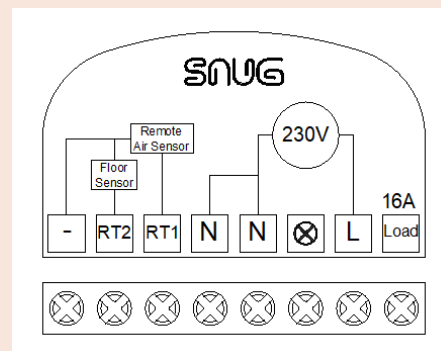 SNUG
Remote
Air Sensor
230V
Floor
Sensor
16A
- RT2 RT1 N N L Load